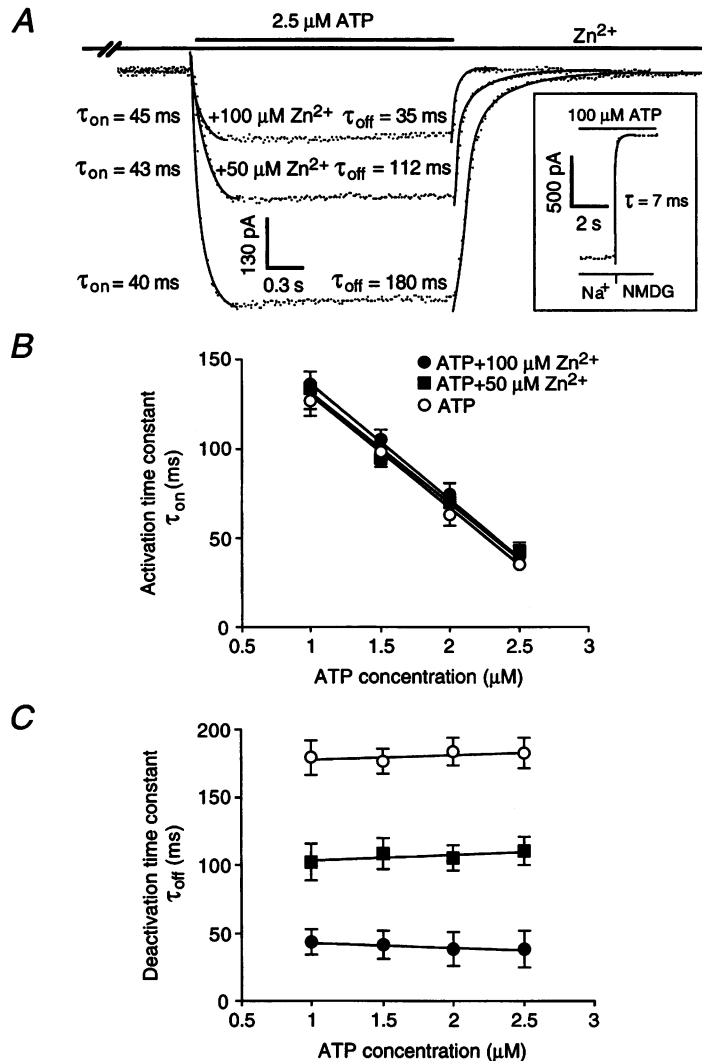 A
2.5 μM ATP
Zn2+
τon = 45 ms
+100 μM Zn2+ τoff = 35 ms
τon = 43 ms
+50 μM Zn2+ τoff = 112 ms
130 pA
0.3 s
τon = 40 ms
τoff = 180 ms
100 μM ATP
500 pA
2 s
τ = 7 ms
Na+ NMDG
B
Activation time constant
τon (ms)
150
100
50
0
ATP+100 μM Zn2+
ATP+50 μM Zn2+
ATP
0.5 1 1.5 2 2.5 3
ATP concentration (μM)
C
Deactivation time constant
τoff (ms)
200
150
100
50
0
0.5 1 1.5 2 2.5 3
ATP concentration (μM)